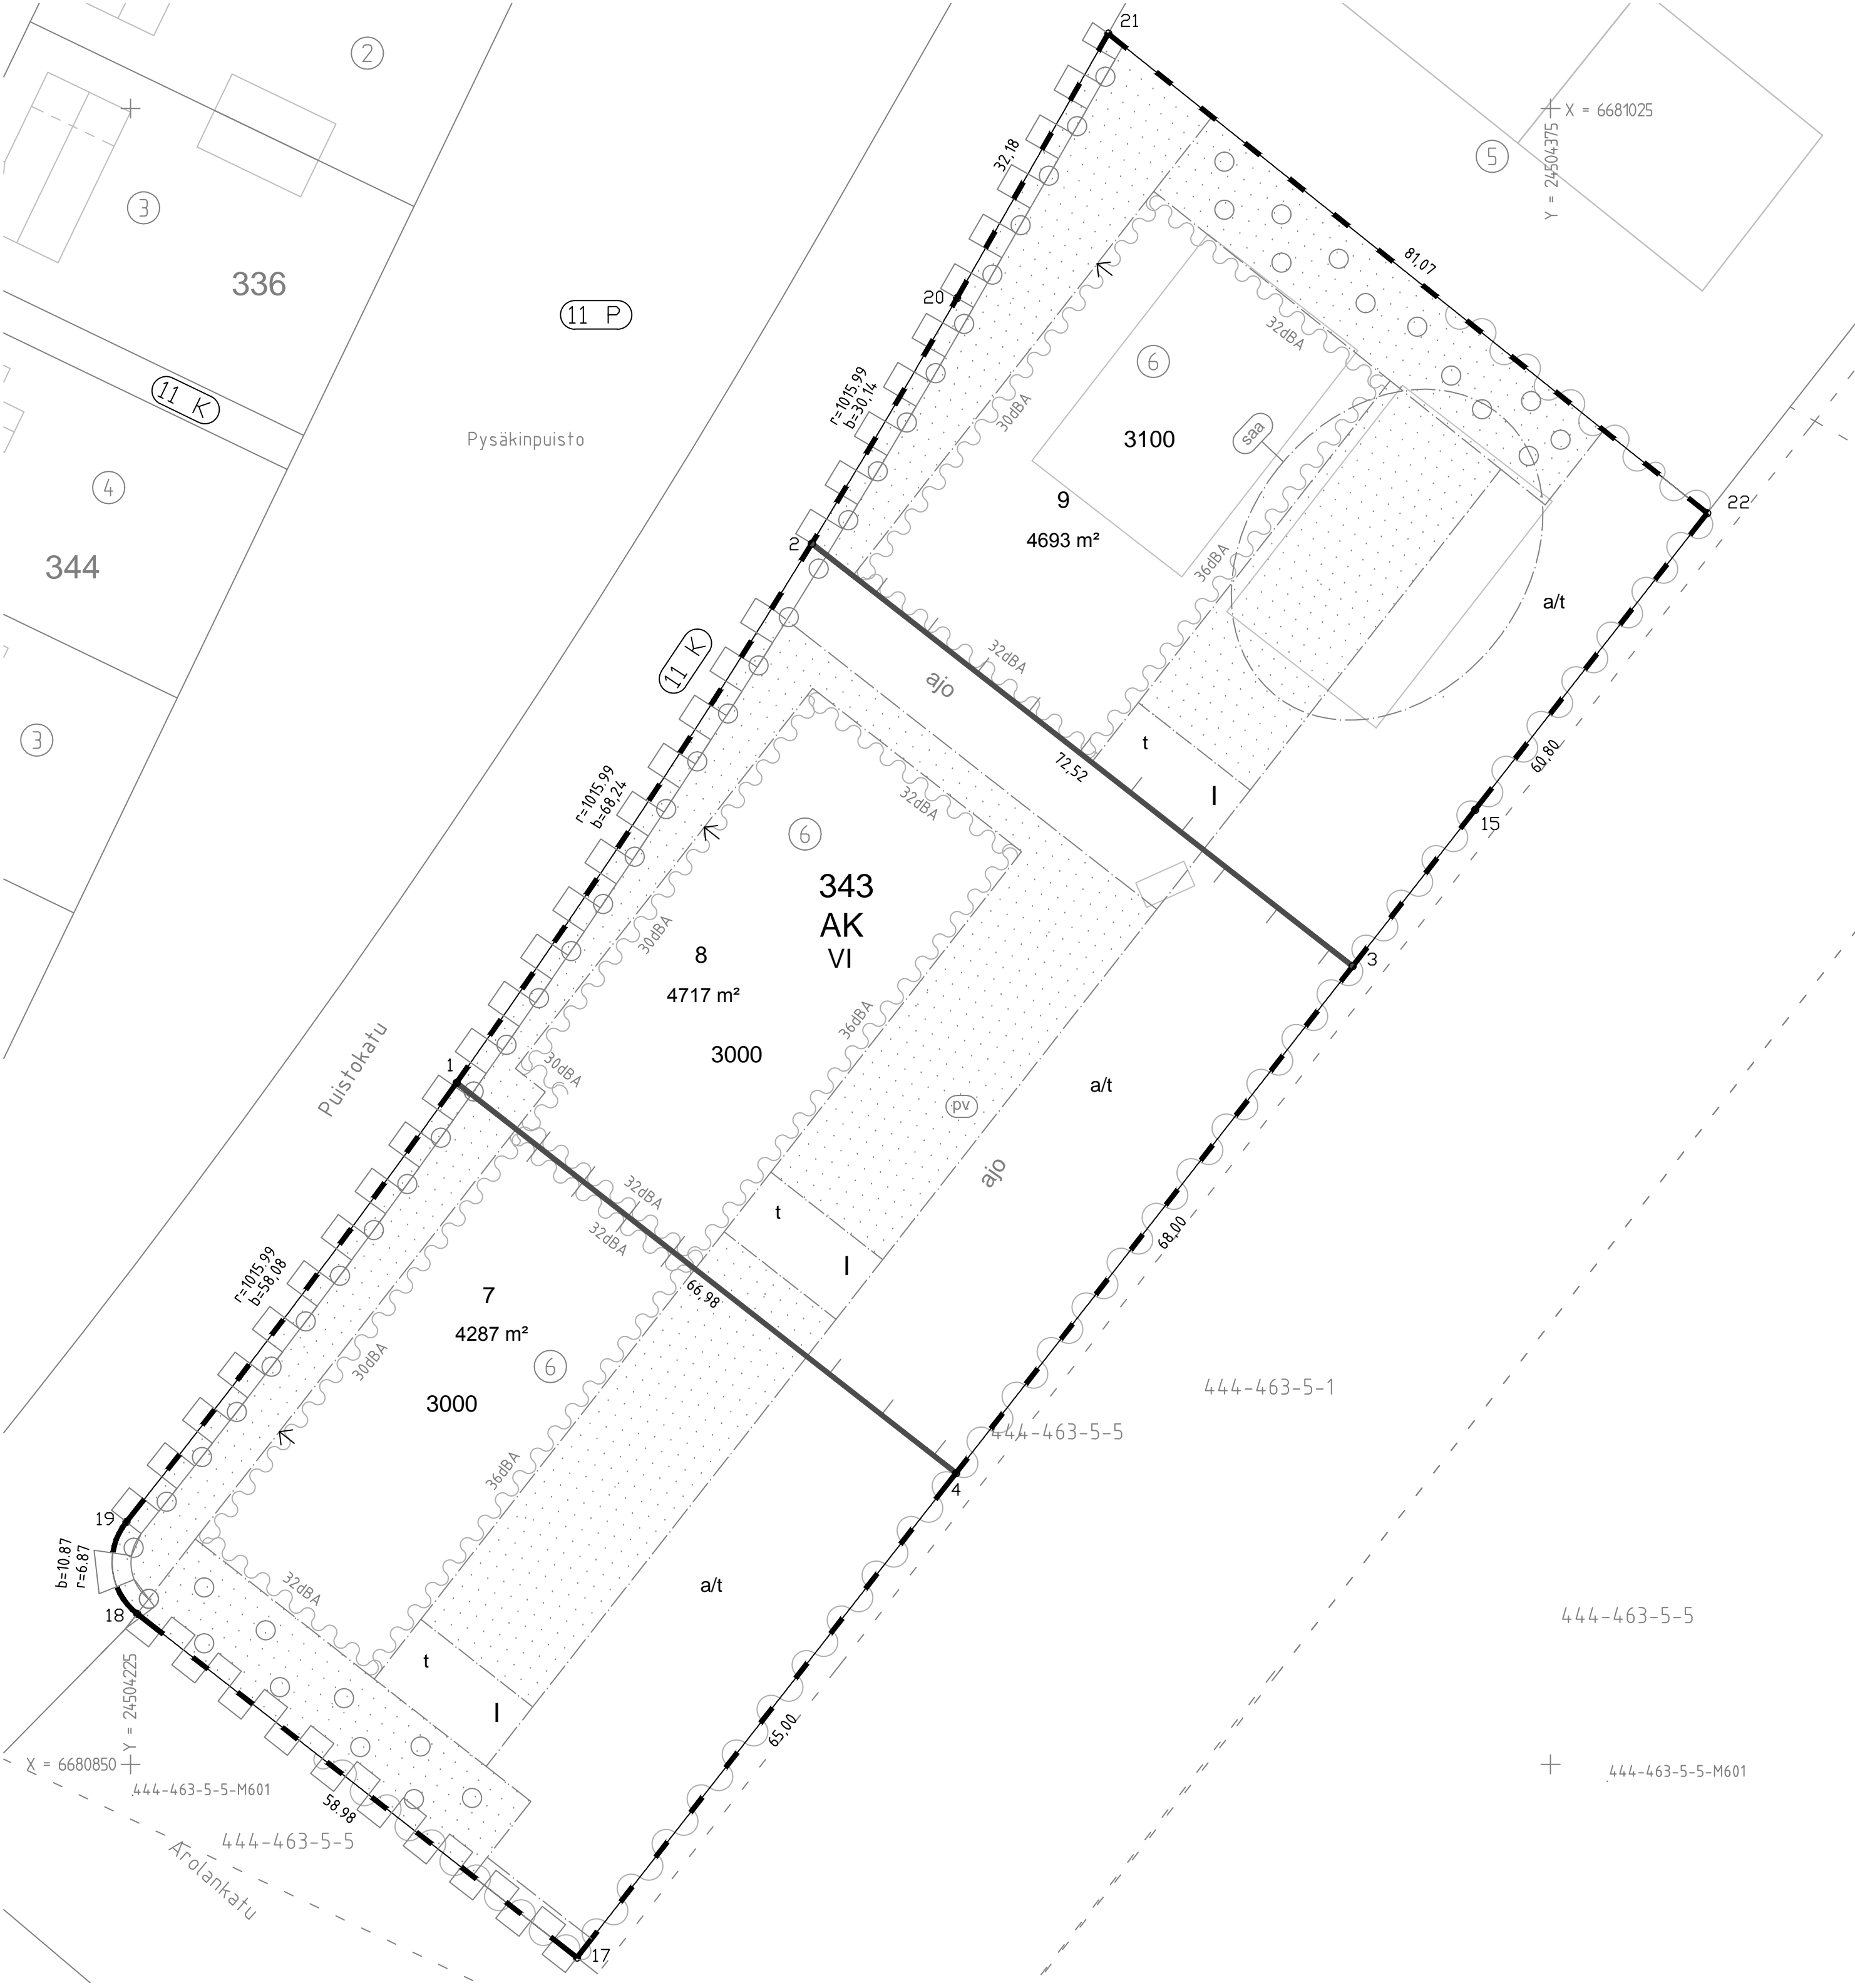 21
2
X = 6681025
Y = 24504375
5
32,18
3
336
81,07
20
11 P
32dBA
6
11 K
r=1015.99
b=30,14
30dBA
3100
saa
Pysäkinpuisto
4
9
22
4693 m²
2
36dBA
344
a/t
11 K
32dBA
ajo
3
t
72,52
60,80
r=1015.99
b=68,24
32dBA
I
15
6
343
AK
VI
30dBA
8
3
4717 m²
36dBA
3000
Puistokatu
1
30dBA
a/t
pv
ajo
32dBA
t
32dBA
68,00
r=1015.99
b=58,08
I
7
66,98
4287 m²
30dBA
6
3000
444-463-5-1
444-463-5-5
36dBA
4
19
b=10.87
r=6.87
32dBA
a/t
18
444-463-5-5
t
Y = 24504225
I
65,00
X = 6680850
444-463-5-5-M601
444-463-5-5-M601
58.98
444-463-5-5
Arolankatu
17